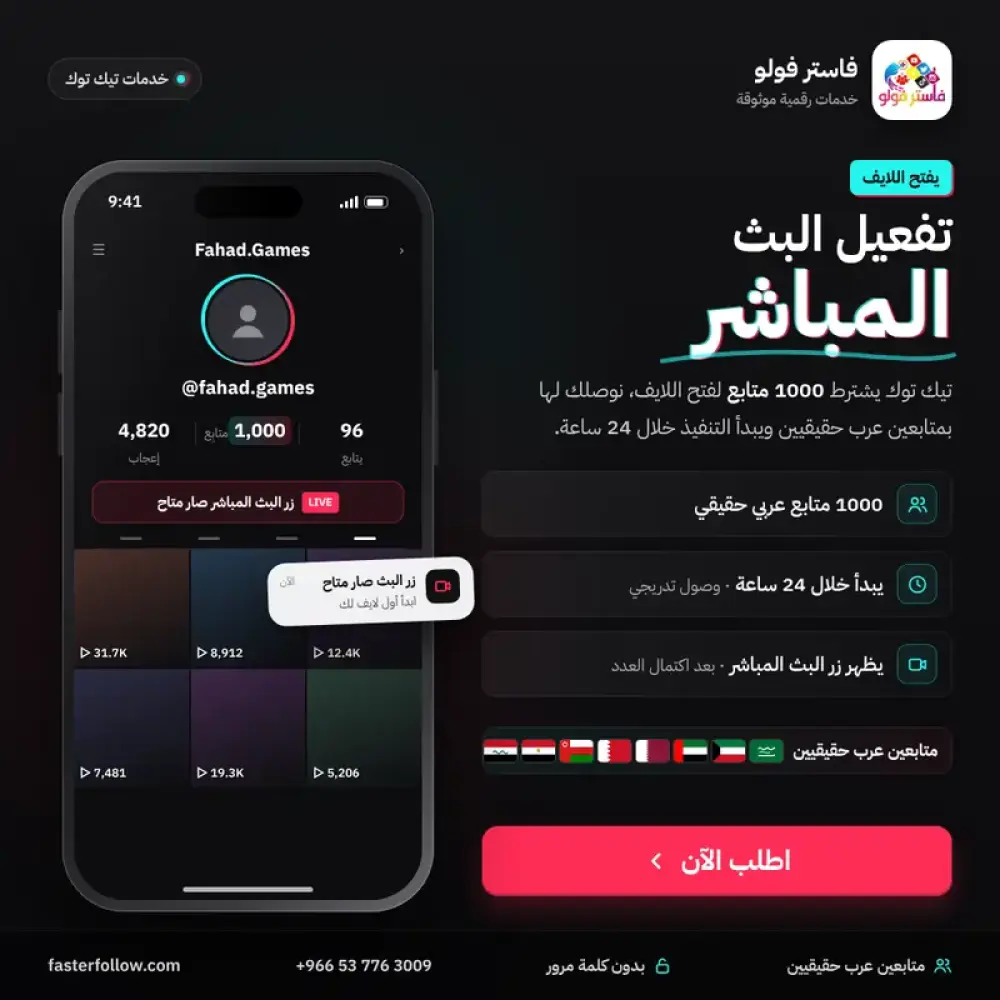 فاستر فولو
فاستر فولو
خدمات رقمية موثوقة
خدمات تيك توك
يفتح اللايف
تفعيل البث
المباشر
تيك توك يشترط 1000 متابع لفتح اللايف، نوصلك لها
بمتابعين عرب حقيقيين ويبدأ التنفيذ خلال 24 ساعة.
1000 متابع عربي حقيقي
يبدأ خلال 24 ساعة · وصول تدريجي
يظهر زر البث المباشر · بعد اكتمال العدد
متابعين عرب حقيقيين
اطلب الآن
9:41
Fahad.Games
@fahad.games
96 يتابع
1,000 متابع
4,820 إعجاب
LIVE زر البث المباشر صار متاح
زر البث صار متاح الآن
ابدأ أول لايف لك
31.7K
8,912
12.4K
7,481
19.3K
5,206
متابعين عرب حقيقيين
بدون كلمة مرور
+966 53 776 3009
fasterfollow.com